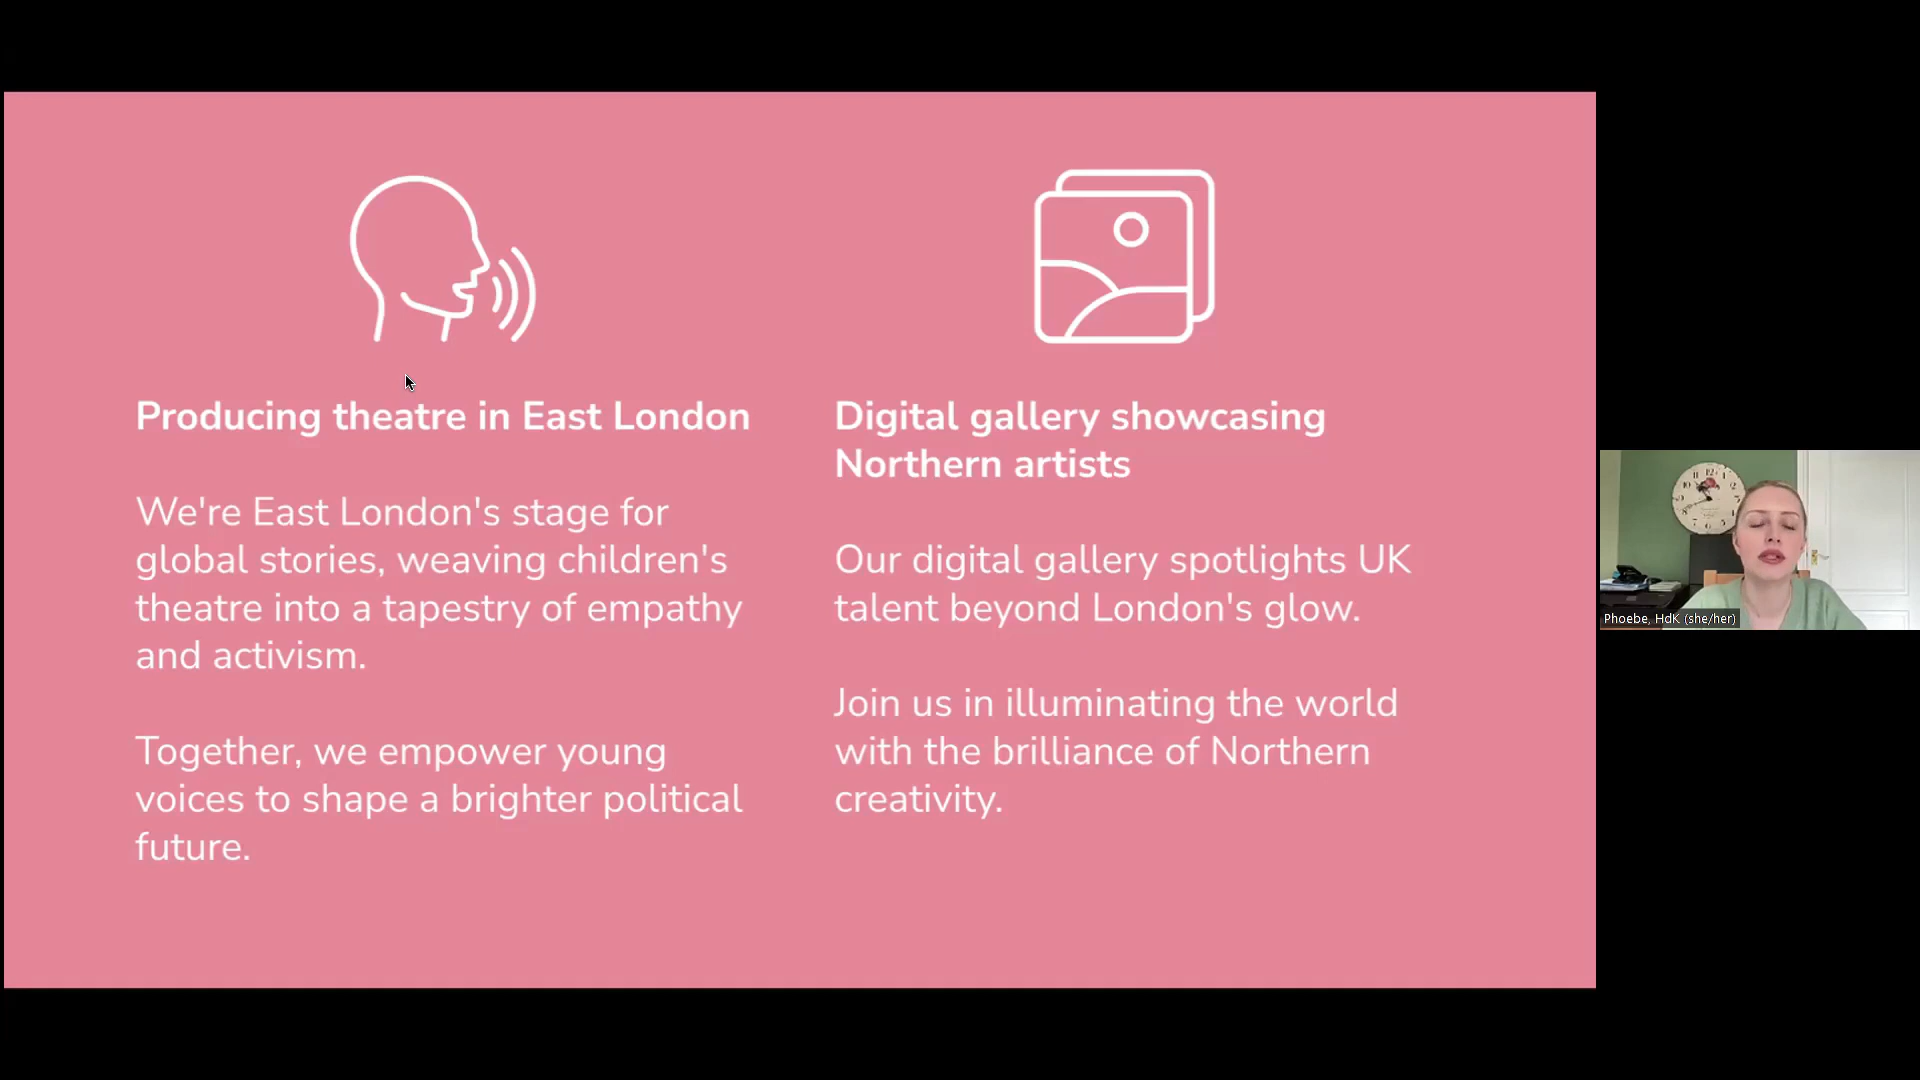 Producing theatre in East London
We're East London's stage for
global stories, weaving children's
theatre into a tapestry of empathy
and activism.
Together, we empower young
voices to shape a brighter political
future.
Digital gallery showcasing
Northern artists
Our digital gallery spotlights UK
talent beyond London's glow.
Join us in illuminating the world
with the brilliance of Northern
creativity.
Phoebe, HdK (she/her)